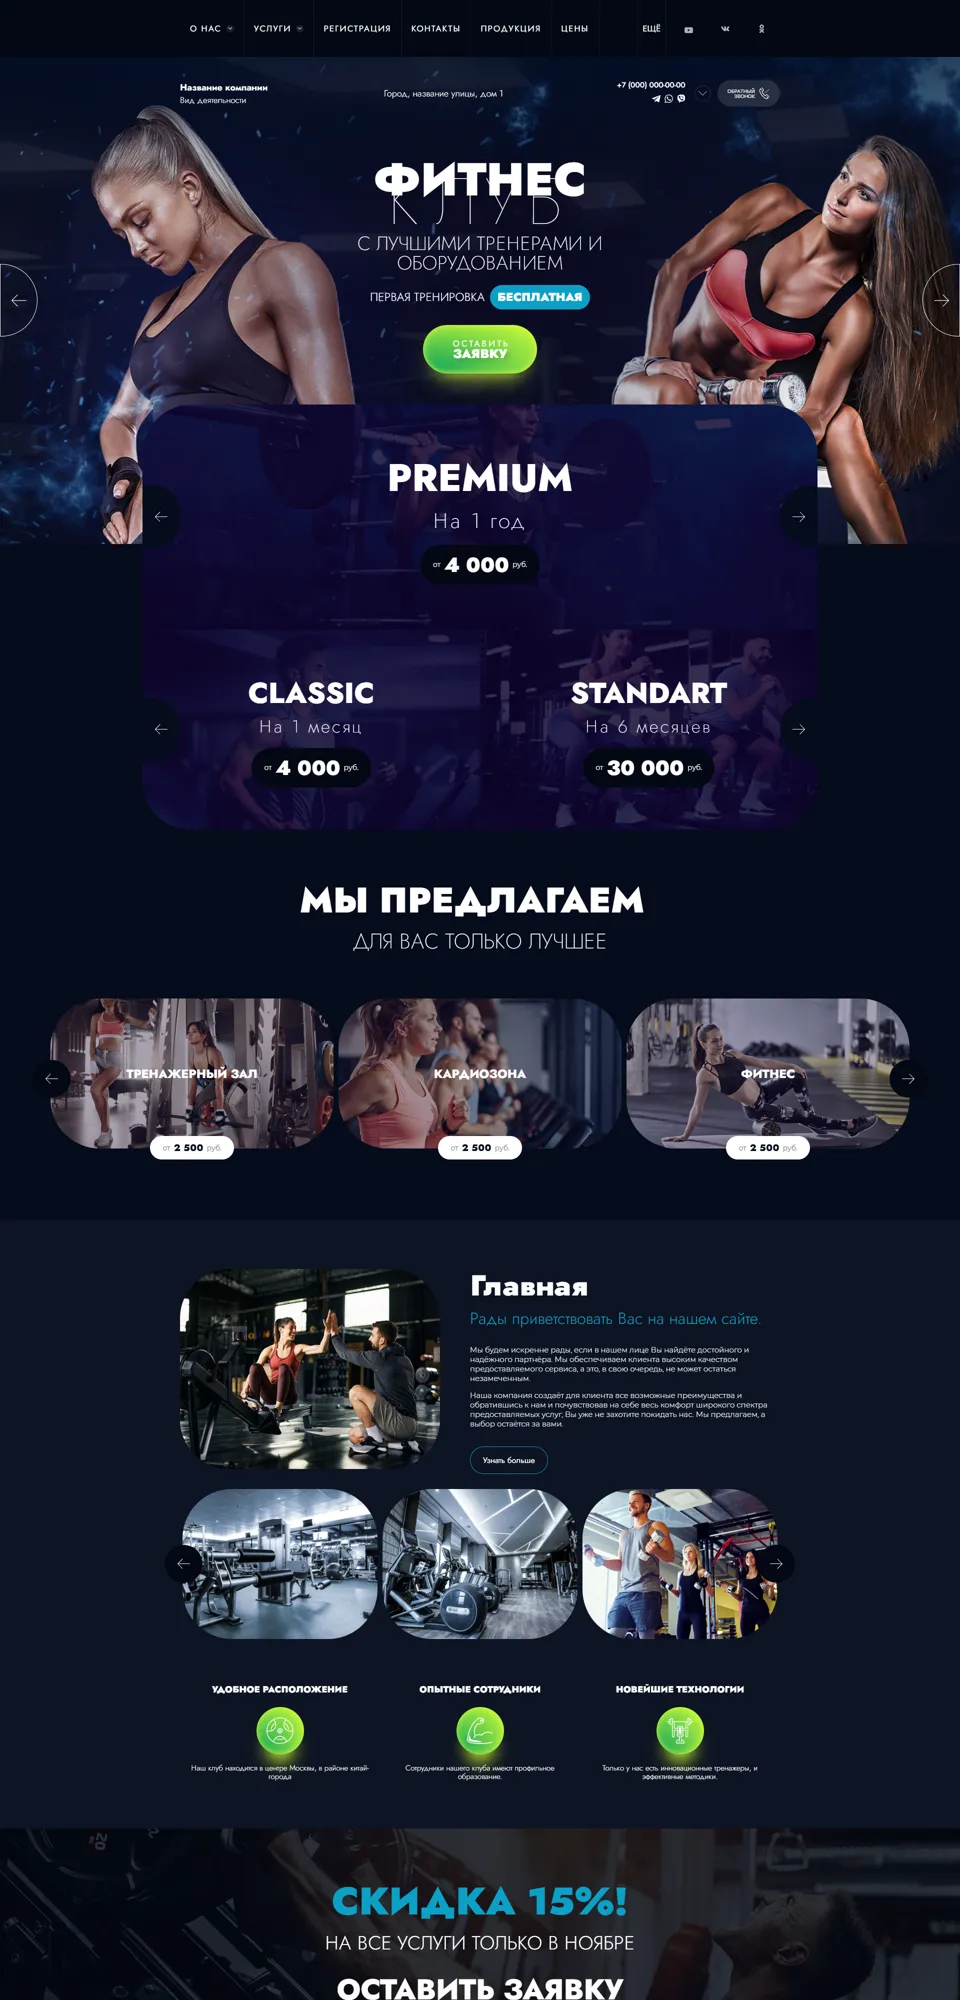 О НАС
УСЛУГИ
РЕГИСТРАЦИЯ
КОНТАКТЫ
ПРОДУКЦИЯ
ЦЕНЫ
ЕЩЁ
Название компании
Вид деятельности
Город, название улицы, дом 1
+7 (000) 000-00-00
ОБРАТНЫЙ
ЗВОНОК
ФИТНЕС
КЛУБ
С ЛУЧШИМИ ТРЕНЕРАМИ И
ОБОРУДОВАНИЕМ
ПЕРВАЯ ТРЕНИРОВКА БЕСПЛАТНАЯ
ОСТАВИТЬ
ЗАЯВКУ
PREMIUM
На 1 год
от 4 000 руб.
CLASSIC
На 1 месяц
от 4 000 руб.
STANDART
На 6 месяцев
от 30 000 руб.
МЫ ПРЕДЛАГАЕМ
ДЛЯ ВАС ТОЛЬКО ЛУЧШЕЕ
ТРЕНАЖЕРНЫЙ ЗАЛ
от 2 500 руб.
КАРДИОЗОНА
от 2 500 руб.
ФИТНЕС
от 2 500 руб.
Главная
Рады приветствовать Вас на нашем сайте.
Мы будем искренне рады, если в нашем лице Вы найдёте достойного и
надёжного партнёра. Мы обеспечиваем клиента высоким качеством
предоставляемого сервиса, а это, в свою очередь, не может остаться
незамеченным.
Наша компания создаёт для клиента все возможные преимущества и
обратившись к нам и почувствовав на себе весь комфорт широкого спектра
предоставляемых услуг, Вы уже не захотите покидать нас. Мы предлагаем, а
выбор остаётся за вами.
Узнать больше
УДОБНОЕ РАСПОЛОЖЕНИЕ
Наш клуб находится в центре Москвы, в районе китай-
города
ОПЫТНЫЕ СОТРУДНИКИ
Сотрудники нашего клуба имеют профильное
образование.
НОВЕЙШИЕ ТЕХНОЛОГИИ
Только у нас есть инновационные тренажеры, и
эффективные методики.
20
СКИДКА 15%!
НА ВСЕ УСЛУГИ ТОЛЬКО В НОЯБРЕ
ОСТАВИТЬ ЗАЯВКУ